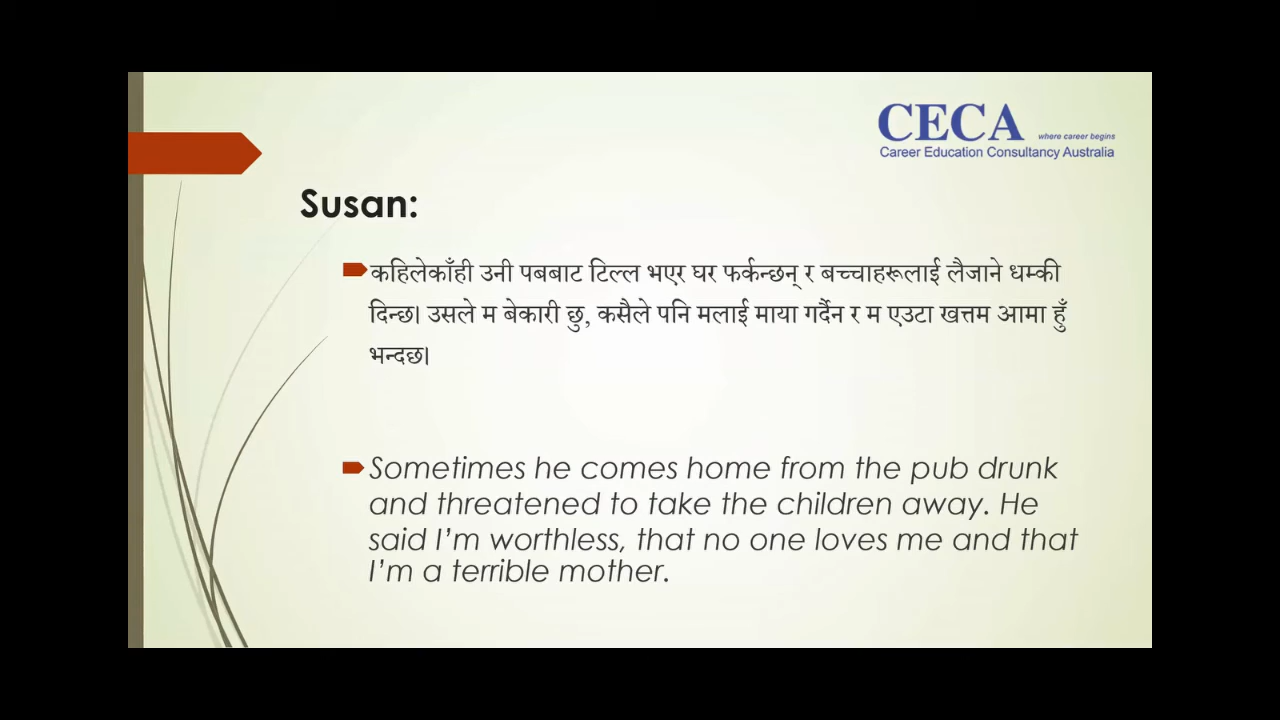 CECA where career begins
Career Education Consultancy Australia
Susan:
कहिलेकाँही उनी पबबाट टिल्ल भएर घर फर्कन्छन् र बच्चाहरूलाई लैजाने धम्की
दिन्छ। उसले म बेकारी छु, कसैले पनि मलाई माया गर्दैन र म एउटा खत्तम आमा हुँ
भन्दछ।
Sometimes he comes home from the pub drunk
and threatened to take the children away. He
said I'm worthless, that no one loves me and that
I'm a terrible mother.